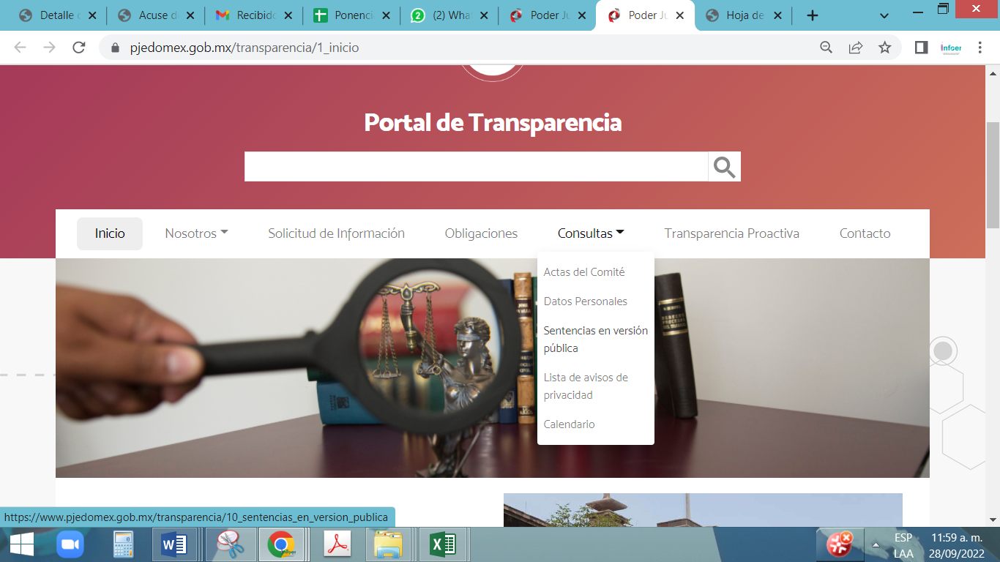 Detalle d
Acuse d
Recibido
Ponenci
(2) What
Poder Ju
Poder Ju
Hoja de
pjedomex.gob.mx/transparencia/1_inicio
infoem
Portal de Transparencia
Inicio
Nosotros
Solicitud de Información
Obligaciones
Consultas
Transparencia Proactiva
Contacto
Actas del Comité
Datos Personales
Sentencias en versión
pública
Lista de avisos de
privacidad
Calendario
https://www.pjedomex.gob.mx/transparencia/10_sentencias_en_version_publica
ESP
LAA
11:59 a. m.
28/09/2022